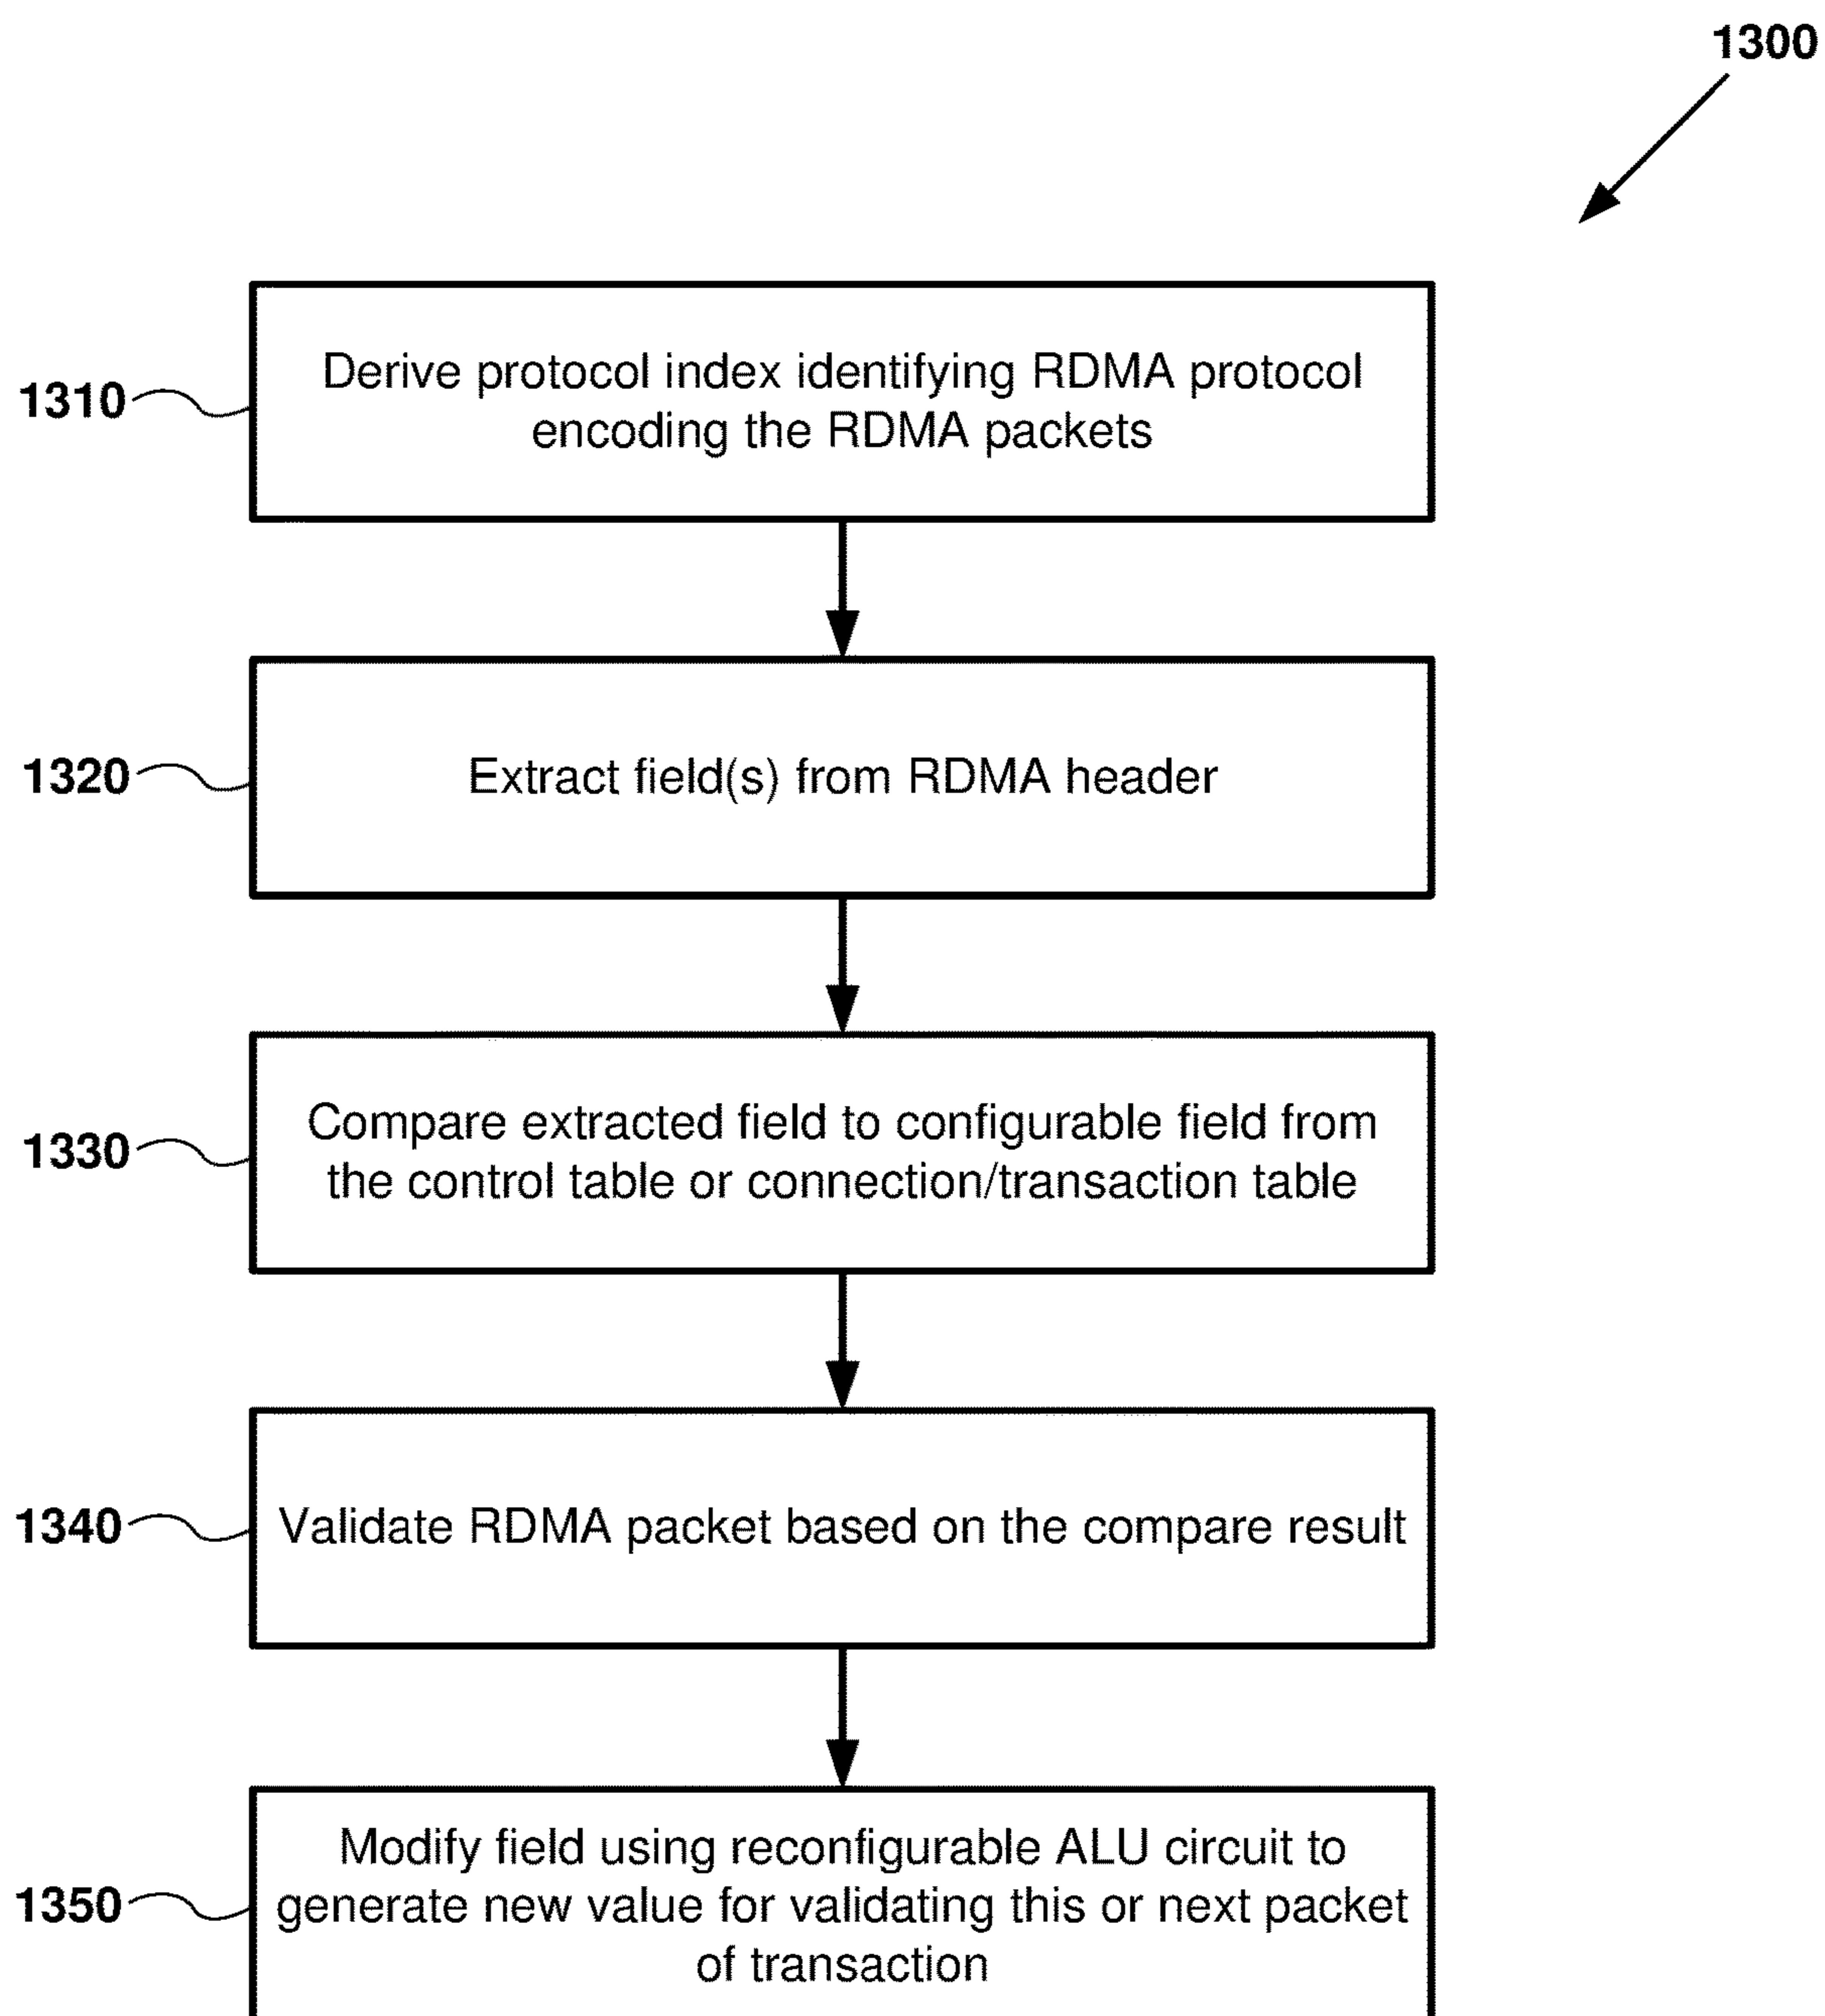 1300
1310
Derive protocol index identifying RDMA protocol
encoding the RDMA packets
1320
Extract field(s) from RDMA header
1330
Compare extracted field to configurable field from
the control table or connection/transaction table
1340
Validate RDMA packet based on the compare result
1350
Modify field using reconfigurable ALU circuit to
generate new value for validating this or next packet
of transaction